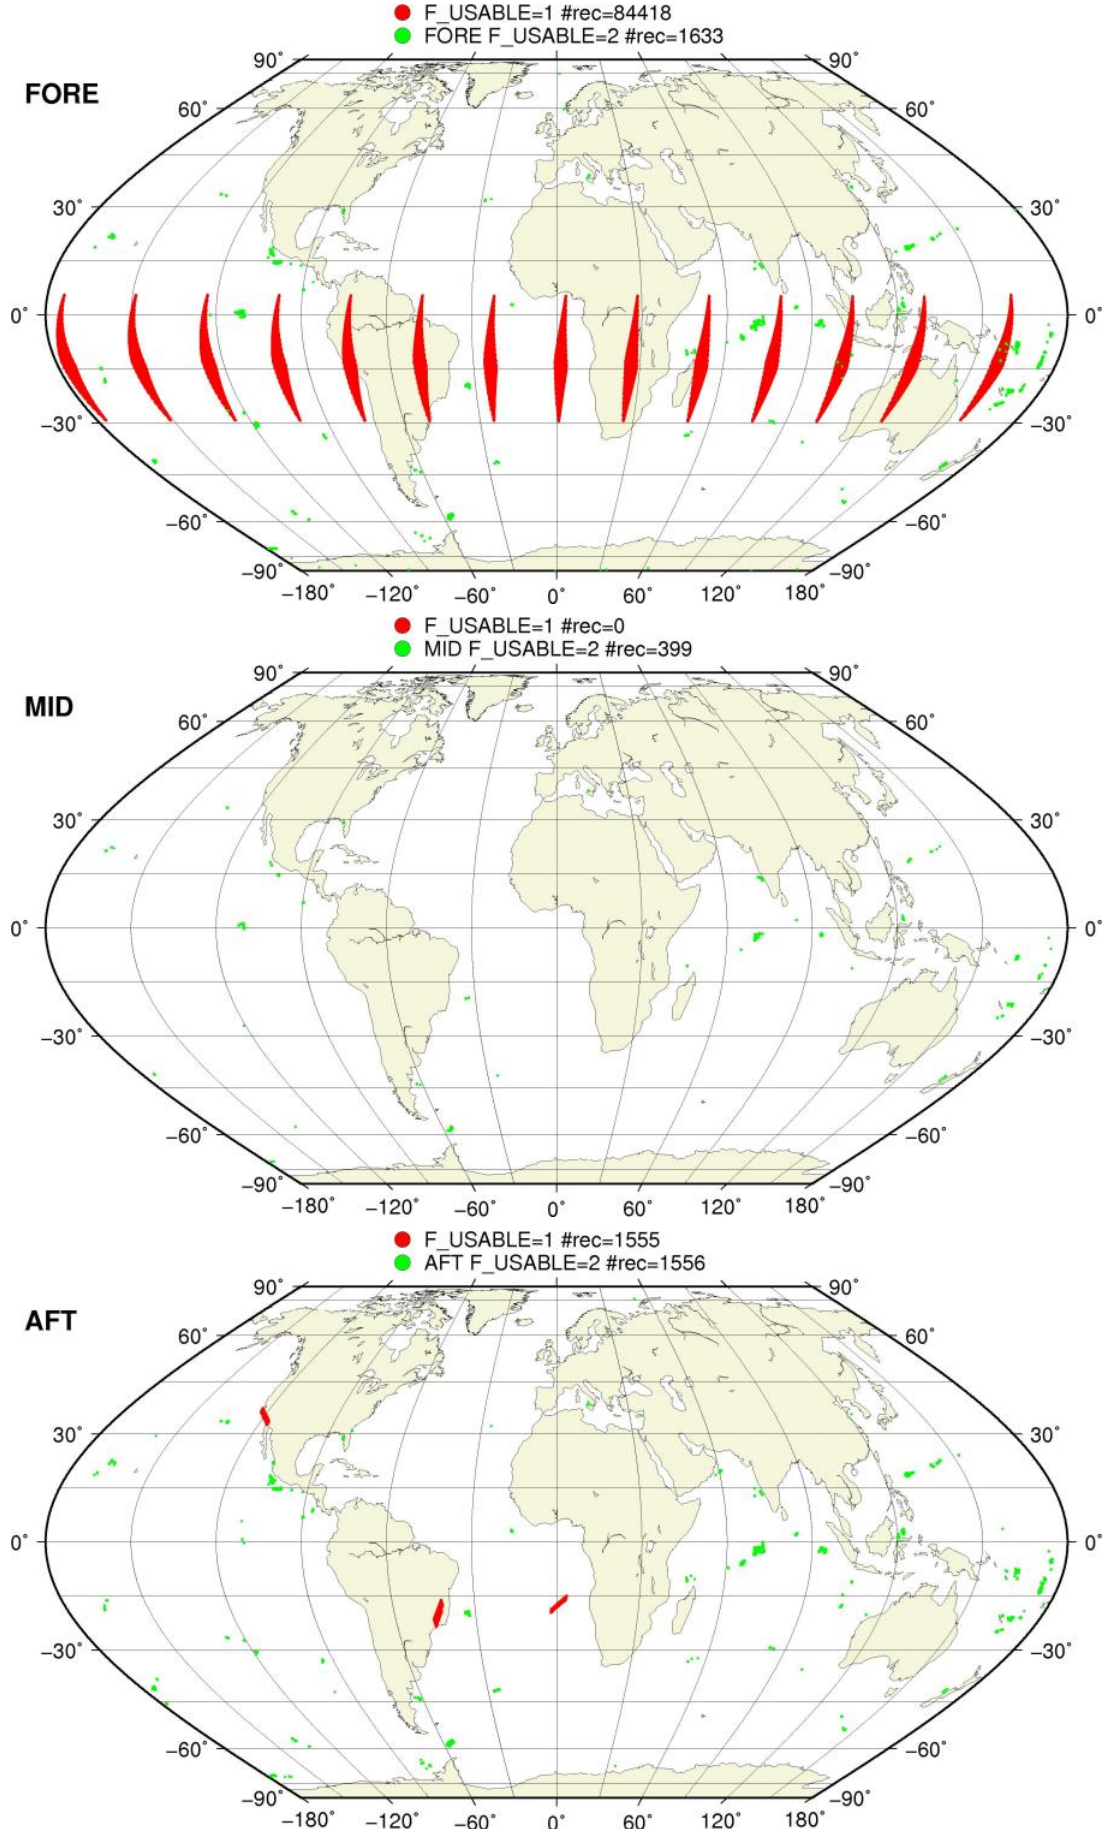 F_USABLE=1 #rec=84418
FORE F_USABLE=2 #rec=1633
FORE
90° 90°
60° 60°
30° 30°
0° 0°
−30° −30°
−60° −60°
−90° −90°
−180° −120° −60° 0° 60° 120° 180°
F_USABLE=1 #rec=0
MID F_USABLE=2 #rec=399
MID
90° 90°
60° 60°
30° 30°
0° 0°
−30° −30°
−60° −60°
−90° −90°
−180° −120° −60° 0° 60° 120° 180°
F_USABLE=1 #rec=1555
AFT F_USABLE=2 #rec=1556
AFT
90° 90°
60° 60°
30° 30°
0° 0°
−30° −30°
−60° −60°
−90° −90°
−180° −120° −60° 0° 60° 120° 180°